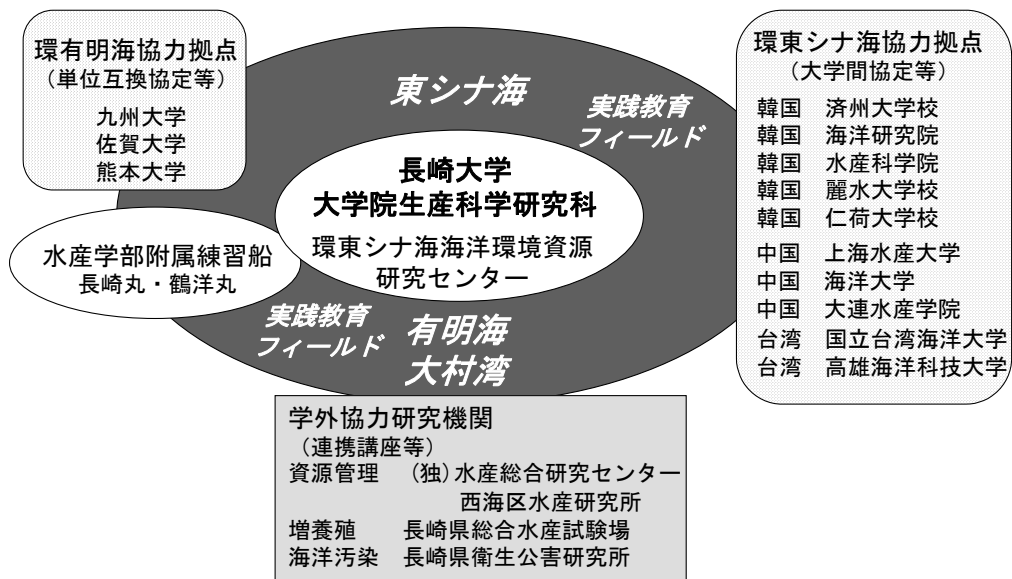 環有明海協力拠点
（単位互換協定等）
九州大学
佐賀大学
熊本大学
東シナ海
実践教育
フィールド
長崎大学
大学院生産科学研究科
環東シナ海海洋環境資源
研究センター
水産学部附属練習船
長崎丸・鶴洋丸
実践教育
フィールド
有明海
大村湾
環東シナ海協力拠点
（大学間協定等）
韓国　済州大学校
韓国　海洋研究院
韓国　水産科学院
韓国　麗水大学校
韓国　仁荷大学校
中国　上海水産大学
中国　海洋大学
中国　大連水産学院
台湾　国立台湾海洋大学
台湾　高雄海洋科技大学
学外協力研究機関
（連携講座等）
資源管理　（独）水産総合研究センター
西海区水産研究所
増養殖　長崎県総合水産試験場
海洋汚染　長崎県衛生公害研究所